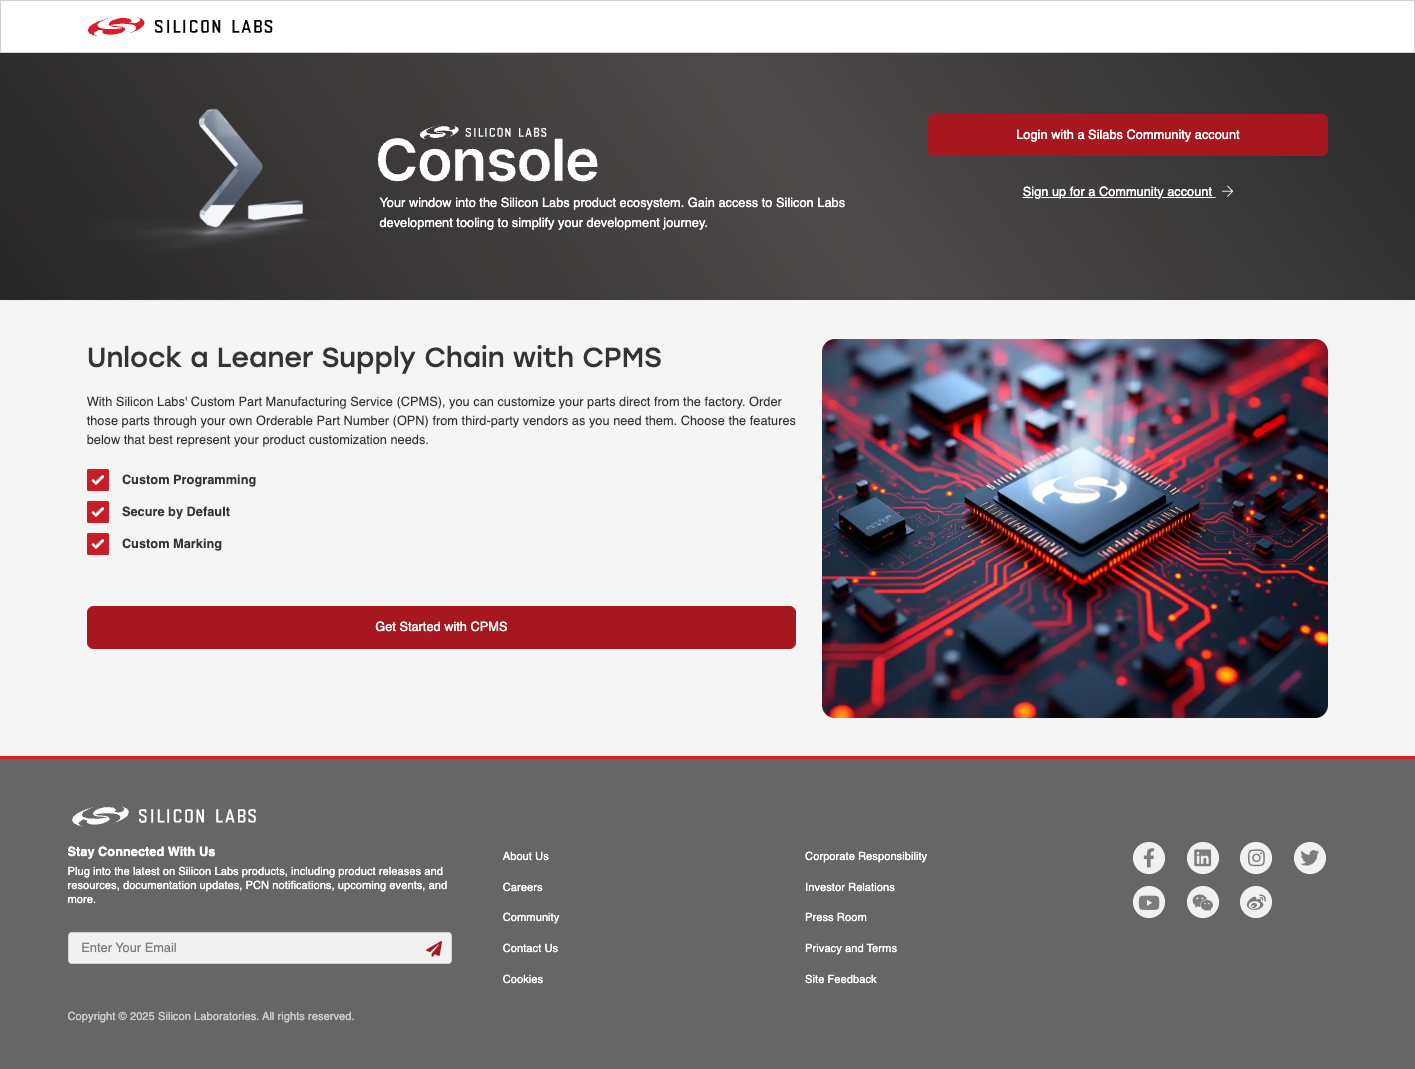 SILICON LABS
SILICON LABS
Console
Your window into the Silicon Labs product ecosystem. Gain access to Silicon Labs
development tooling to simplify your development journey.
Login with a Silabs Community account
Sign up for a Community account
Unlock a Leaner Supply Chain with CPMS
With Silicon Labs' Custom Part Manufacturing Service (CPMS), you can customize your parts direct from the factory. Order
those parts through your own Orderable Part Number (OPN) from third-party vendors as you need them. Choose the features
below that best represent your product customization needs.
Custom Programming
Secure by Default
Custom Marking
Get Started with CPMS
SILICON LABS
Stay Connected With Us
Plug into the latest on Silicon Labs products, including product releases and
resources, documentation updates, PCN notifications, upcoming events, and
more.
Enter Your Email
About Us
Careers
Community
Contact Us
Cookies
Corporate Responsibility
Investor Relations
Press Room
Privacy and Terms
Site Feedback
Copyright © 2025 Silicon Laboratories. All rights reserved.